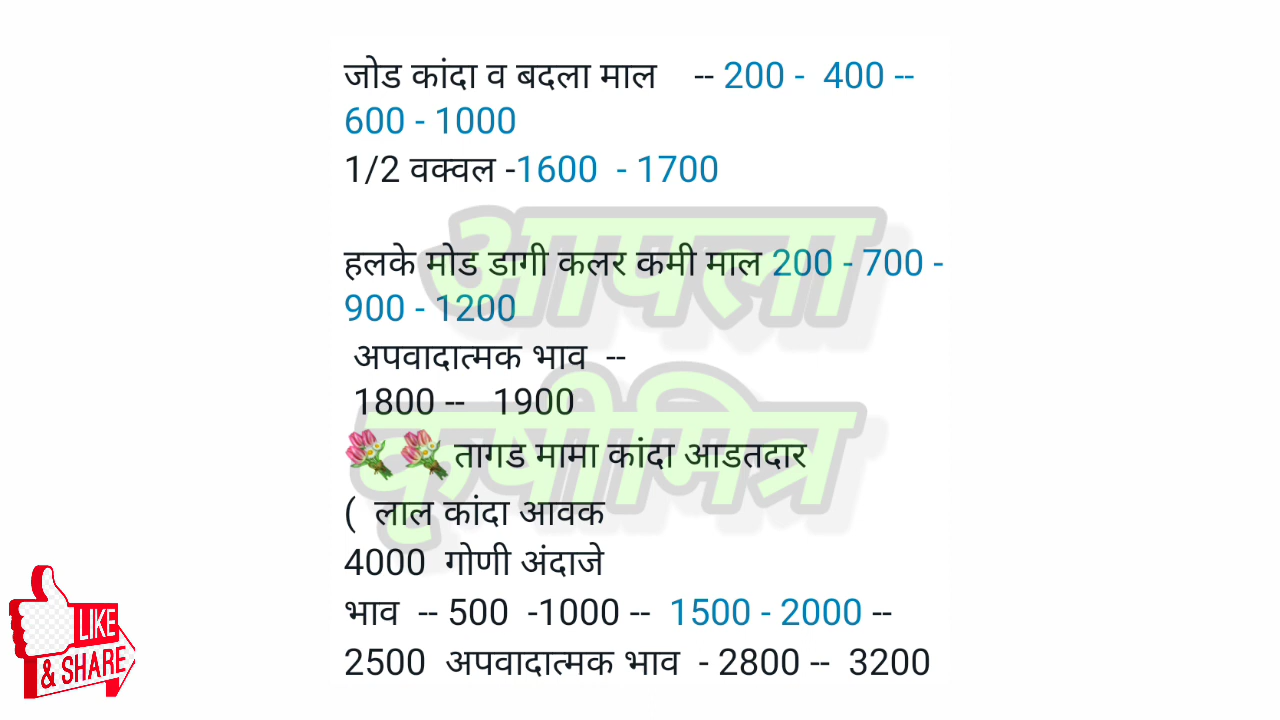 जोड कांदा व बदला माल -- 200 - 400 --
600 - 1000
1/2 वक्वल -1600 - 1700
हलके मोड डागी कलर कमी माल 200 - 700 -
900 - 1200
अपवादात्मक भाव --
1800 -- 1900
तागड मामा कांदा आडतदार
( लाल कांदा आवक
4000 गोणी अंदाजे
भाव -- 500 -1000 -- 1500 - 2000 --
2500 अपवादात्मक भाव - 2800 -- 3200
आपला
कृषीमित्र
LIKE
& SHARE